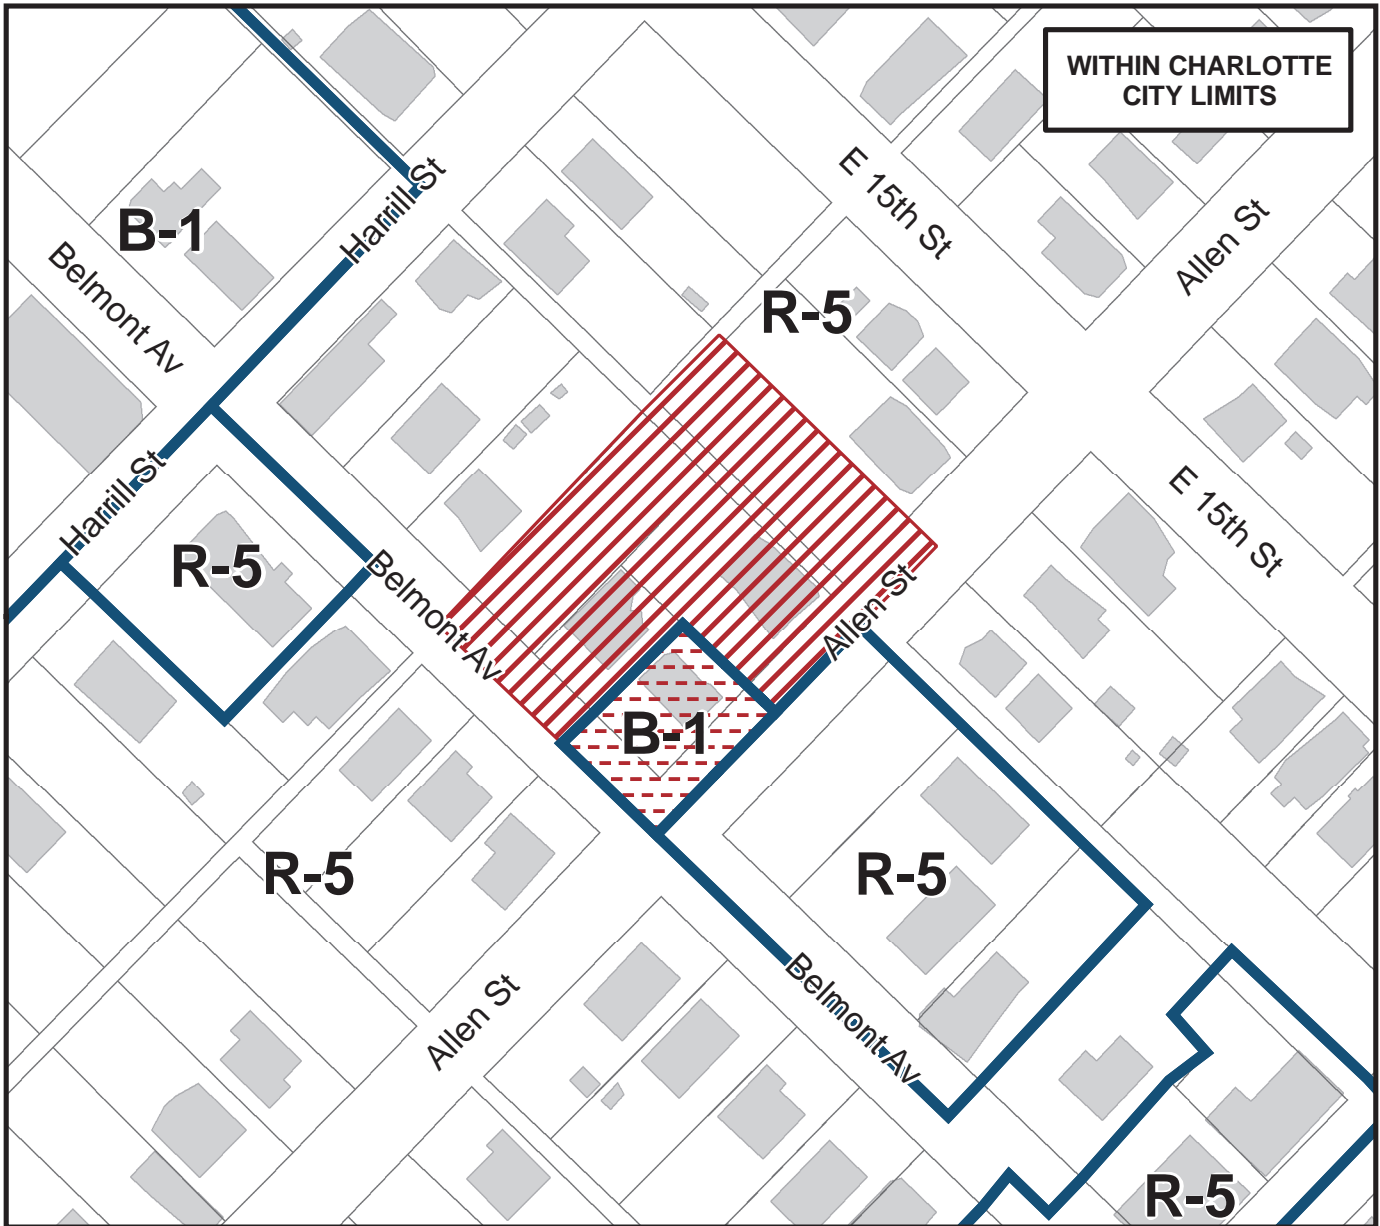 WITHIN CHARLOTTE
CITY LIMITS
E 15th St
Harrill St
B-1
Allen St
Belmont Av
R-5
Harrill St
E 15th St
R-5
Belmont Av
Allen St
B-1
R-5
R-5
Belmont Av
Allen St
R-5